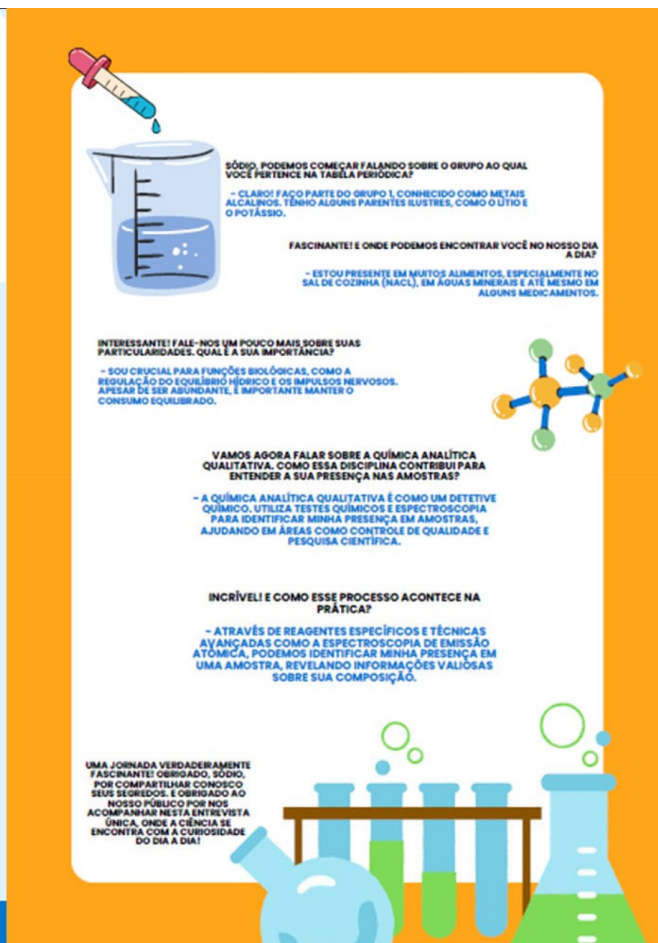 SÓDIO, PODEMOS COMEÇAR FALANDO SOBRE O GRUPO AO QUAL
VOCÊ PERTENCE NA TABELA PERIÓDICA?
- CLARO! FAÇO PARTE DO GRUPO 1, CONHECIDO COMO METAIS
ALCALINOS. TENHO ALGUNS PARENTES ILUSTRES, COMO O LÍTIO E
O POTÁSSIO.
FASCINANTE! E ONDE PODEMOS ENCONTRAR VOCÊ NO NOSSO DIA
A DIA?
- ESTOU PRESENTE EM MUITOS ALIMENTOS, ESPECIALMENTE NO
SAL DE COZINHA (NACL), EM ÁGUAS MINERAIS E ATÉ MESMO EM
ALGUNS MEDICAMENTOS.
INTERESSANTE! FALE-NOS UM POUCO MAIS SOBRE SUAS
PARTICULARIDADES. QUAL É A SUA IMPORTÂNCIA?
- SOU CRUCIAL PARA FUNÇÕES BIOLÓGICAS, COMO A
REGULAÇÃO DO EQUILÍBRIO HÍDRICO E OS IMPULSOS NERVOSOS.
APESAR DE SER ABUNDANTE, É IMPORTANTE MANTER O
CONSUMO EQUILIBRADO.
VAMOS AGORA FALAR SOBRE A QUÍMICA ANALÍTICA
QUALITATIVA. COMO ESSA DISCIPLINA CONTRIBUI PARA
ENTENDER A SUA PRESENÇA NAS AMOSTRAS?
- A QUÍMICA ANALÍTICA QUALITATIVA É COMO UM DETETIVE
QUÍMICO. UTILIZA TESTES QUÍMICOS E ESPECTROSCOPIA
PARA IDENTIFICAR MINHA PRESENÇA EM AMOSTRAS,
AJUDANDO EM ÁREAS COMO CONTROLE DE QUALIDADE E
PESQUISA CIENTÍFICA.
INCRÍVEL! E COMO ESSE PROCESSO ACONTECE NA
PRÁTICA?
- ATRAVÉS DE REAGENTES ESPECÍFICOS E TÉCNICAS
AVANÇADAS COMO A ESPECTROSCOPIA DE EMISSÃO
ATÔMICA, PODEMOS IDENTIFICAR MINHA PRESENÇA EM
UMA AMOSTRA, REVELANDO INFORMAÇÕES VALIOSAS
SOBRE SUA COMPOSIÇÃO.
UMA JORNADA VERDADEIRAMENTE
FASCINANTE! OBRIGADO, SÓDIO,
POR COMPARTILHAR CONOSCO
SEUS SEGREDOS. E OBRIGADO AO
NOSSO PÚBLICO POR NOS
ACOMPANHAR NESTA ENTREVISTA
ÚNICA, ONDE A CIÊNCIA SE
ENCONTRA COM A CURIOSIDADE
DO DIA A DIA!